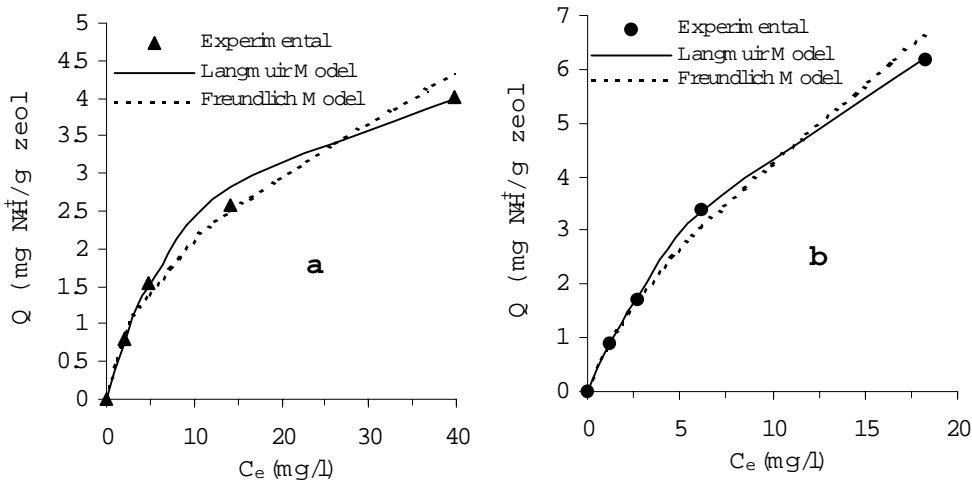 5
4.5
4
3.5
3
2.5
2
1.5
1
0.5
0
Q (mg NH4+/g zeol
Experimental
Langmuir Model
Freundlich Model
a
0 10 20 30 40
Ce (mg/l)
7
6
5
4
3
2
1
0
Q (mg NH4+/g zeol
Experimental
Langmuir Model
Freundlich Model
b
0 5 10 15 20
Ce (mg/l)